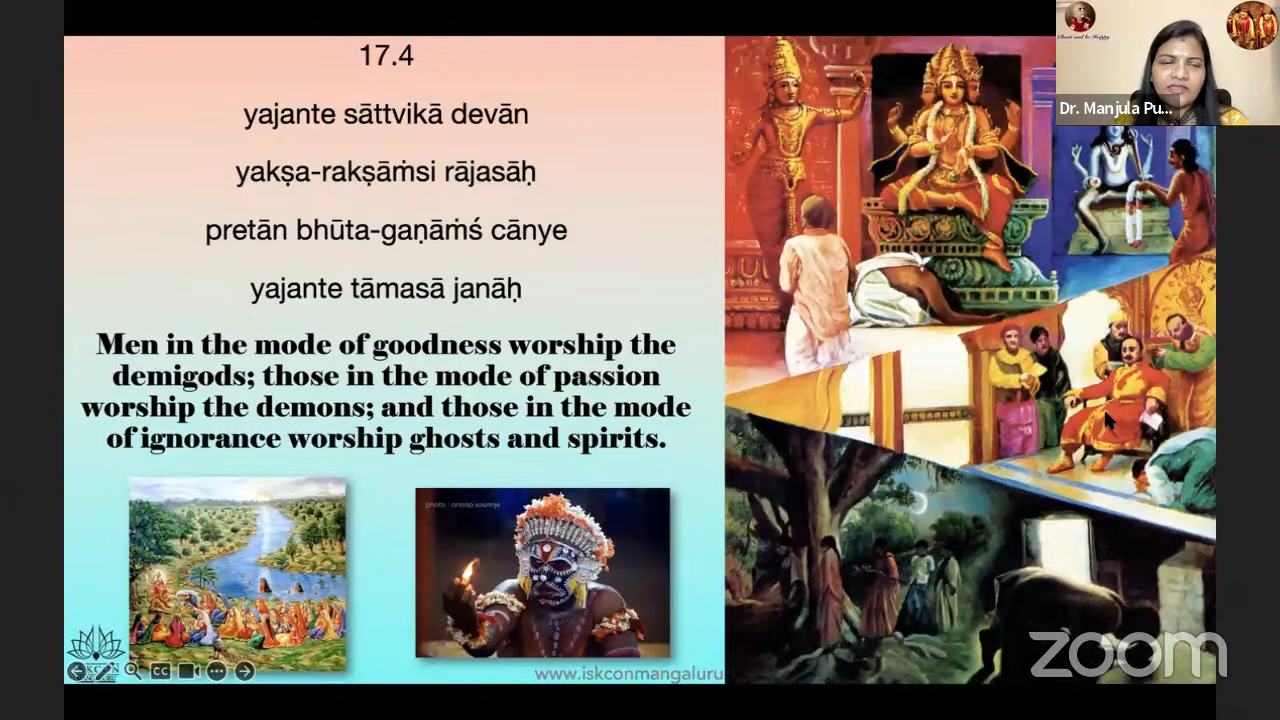 17.4
yajante sāttvikā devān
yakṣa-rakṣāṁsi rājasāḥ
pretān bhūta-gaṇāṁś cānye
yajante tāmasā janāḥ
Men in the mode of goodness worship the
demigods; those in the mode of passion
worship the demons; and those in the mode
of ignorance worship ghosts and spirits.
www.iskconmangaluru
Dr. Manjula Pu...
zoom
CC